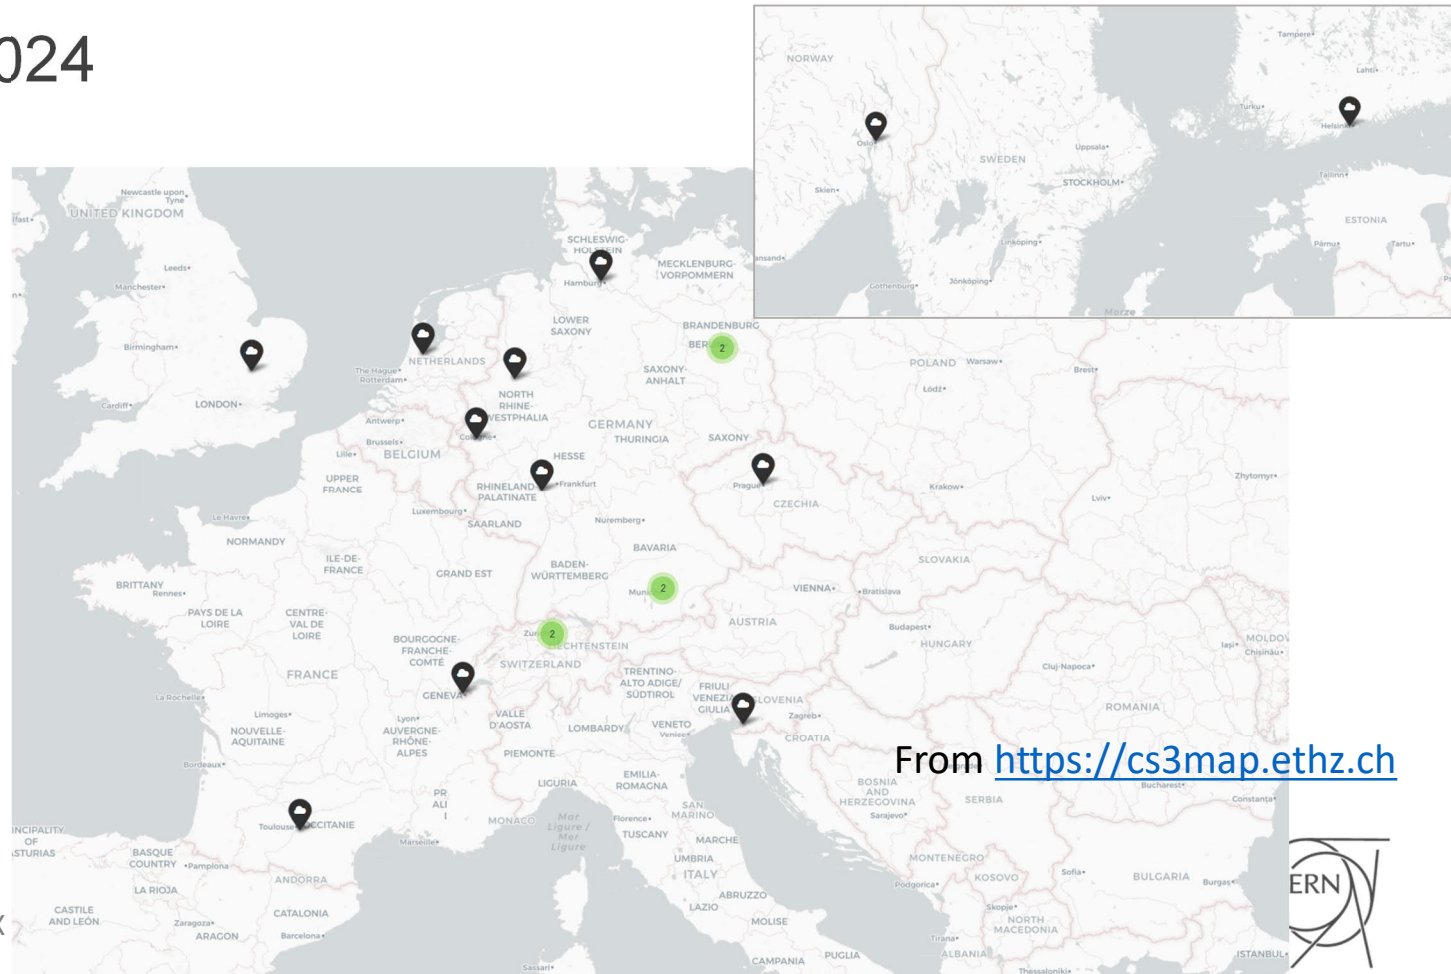 024
NORWAY
Tampere
Lahti
Turku
Oslo
Uppsala
SWEDEN
STOCKHOLM
Tallinn
Skien
ESTONIA
Linköping
Pärnu
Tartu
Jönköping
Gothenburg
Newcastle upon
Tyne
UNITED KINGDOM
Leeds
Manchester
Birmingham
Cardiff
LONDON
SCHLESWIG-
HOLSTEIN
MECKLENBURG-
VORPOMMERN
Hamburg
LOWER
SAXONY
BRANDENBURG
2
NETHERLANDS
The Hague
Rotterdam
SAXONY-
ANHALT
POLAND
Warsaw
Brest
Łódź
NORTH
RHINE-
WESTPHALIA
Antwerp
Brussels
Lille
BELGIUM
GERMANY
THURINGIA
SAXONY
HESSE
UPPER
FRANCE
RHINELAND-
PALATINATE
Frankfurt
Prague
CZECHIA
Krakow
Lviv
Zhytomyr
Luxembourg
SAARLAND
Le Havre
NORMANDY
Nuremberg
ILE-DE-
FRANCE
GRAND EST
BAVARIA
BADEN-
WÜRTTEMBERG
SLOVAKIA
BRITTANY
Rennes
2
VIENNA
Bratislava
PAYS DE LA
LOIRE
CENTRE-
VAL DE
LOIRE
AUSTRIA
BOURGOGNE-
FRANCHE-
COMTÉ
2
SWITZERLAND
Budapest
HUNGARY
Iași
Chișinău
Cluj-Napoca
FRANCE
GENEVA
TRENTINO-
ALTO ADIGE/
SÜDTIROL
FRIULI
VENEZIA
GIULIA
La Rochelle
Limoges
NOUVELLE-
AQUITAINE
Lyon
AUVERGNE-
RHÔNE-
ALPES
VALLE
D'AOSTA
LOMBARDY
VENETO
Venice
Zagreb
CROATIA
ROMANIA
PIEMONTE
Bordeaux
From https://cs3map.ethz.ch
LIGURIA
EMILIA-
ROMAGNA
BOSNIA
AND
HERZEGOVINA
Sarajevo
SERBIA
Bucharest
Constanța
Toulouse
OCCITANIE
MONACO
Mar
Ligure /
Mer
Ligure
Florence
SAN
MARINO
TUSCANY
MARCHE
Marseille
BASQUE
COUNTRY
Pamplona
UMBRIA
ITALY
MONTENEGRO
Podgorica
KOSOVO
Sofia
BULGARIA
Burgas
ERN
LA RIOJA
ANDORRA
ABRUZZO
LAZIO
CASTILE
AND LEÓN
CATALONIA
Zaragoza
ARAGON
Barcelona
MOLISE
Skopje
NORTH
MACEDONIA
Tirana
ALBANIA
CAMPANIA
PUGLIA
Sassari
Thessaloniki
ISTANBUL